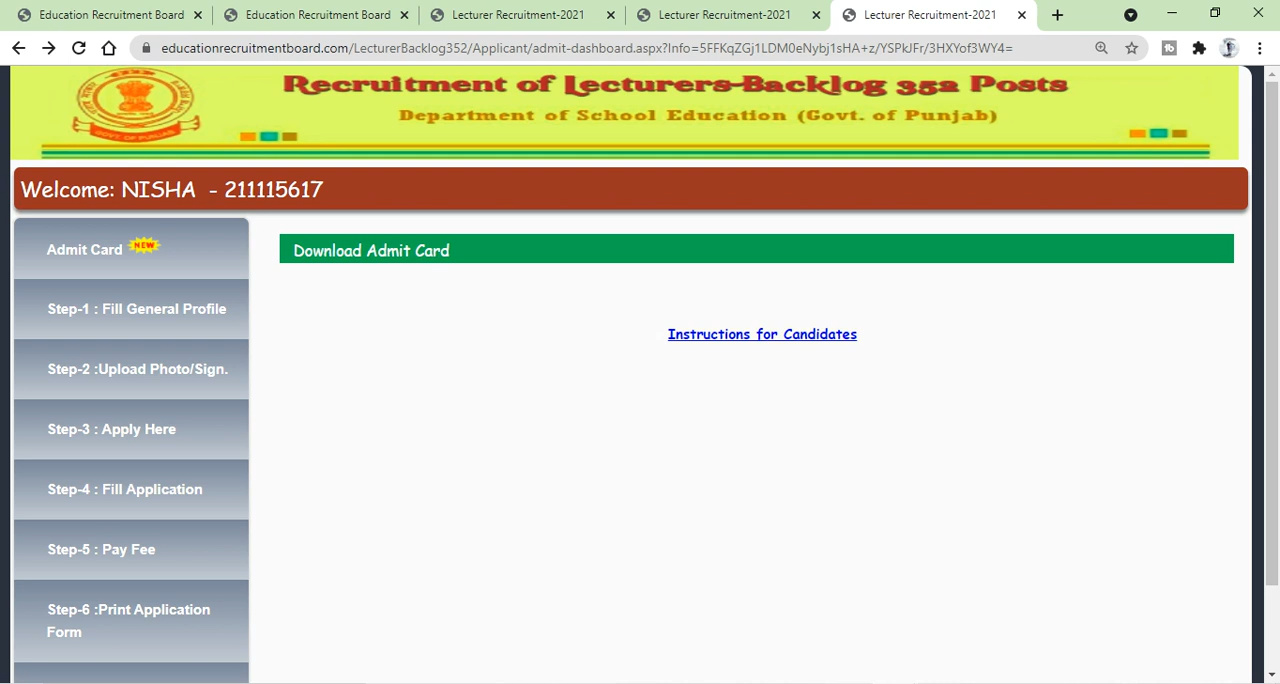 Education Recruitment Board
Education Recruitment Board
Lecturer Recruitment-2021
Lecturer Recruitment-2021
Lecturer Recruitment-2021
educationrecruitmentboard.com/LecturerBacklog352/Applicant/admit-dashboard.aspx?Info=5FFKqZGj1LDM0eNybj1sHA+z/YSPkJFr/3HXYof3WY4=
Recruitment of Lecturers-Backlog 352 Posts
Department of School Education (Govt. of Punjab)
GOVT. OF PUNJAB
Welcome: NISHA - 211115617
Admit Card NEW
Download Admit Card
Step-1 : Fill General Profile
Instructions for Candidates
Step-2 :Upload Photo/Sign.
Step-3 : Apply Here
Step-4 : Fill Application
Step-5 : Pay Fee
Step-6 :Print Application
Form